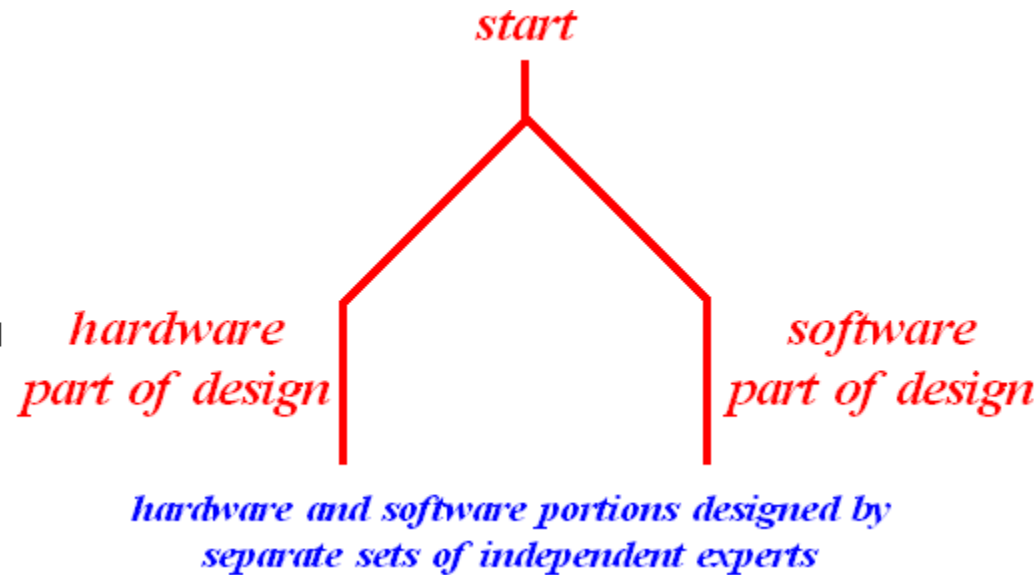 start
hardware
part of design
software
part of design
hardware and software portions designed by
separate sets of independent experts